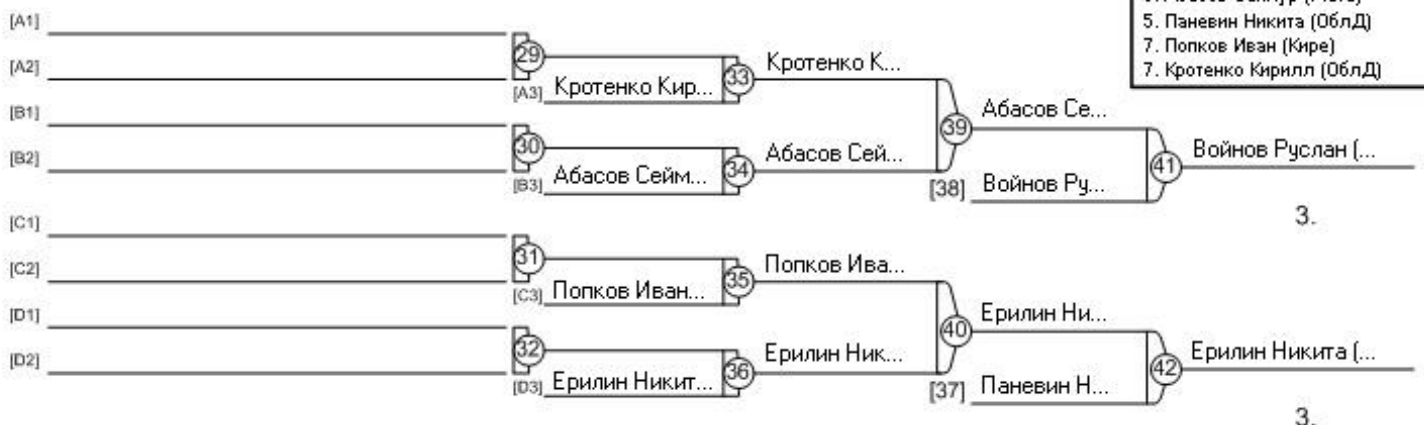 5. Паневин Никита (ОблД)
7. Попков Иван (Кире)
7. Кротенко Кирилл (ОблД)
[A1]
[A2]
29
[A3] Кротенко Кир...
33
Кротенко К...
[B1]
[B2]
30
[B3] Абасов Сейм...
34
Абасов Сей...
39
Абасов Се...
[38] Войнов Ру...
41
Войнов Руслан (...
3.
[C1]
[C2]
31
[C3] Попков Иван...
35
Попков Ива...
[D1]
[D2]
32
[D3] Ерилин Никит...
36
Ерилин Ник...
40
Ерилин Ни...
[37] Паневин Н...
42
Ерилин Никита (...
3.